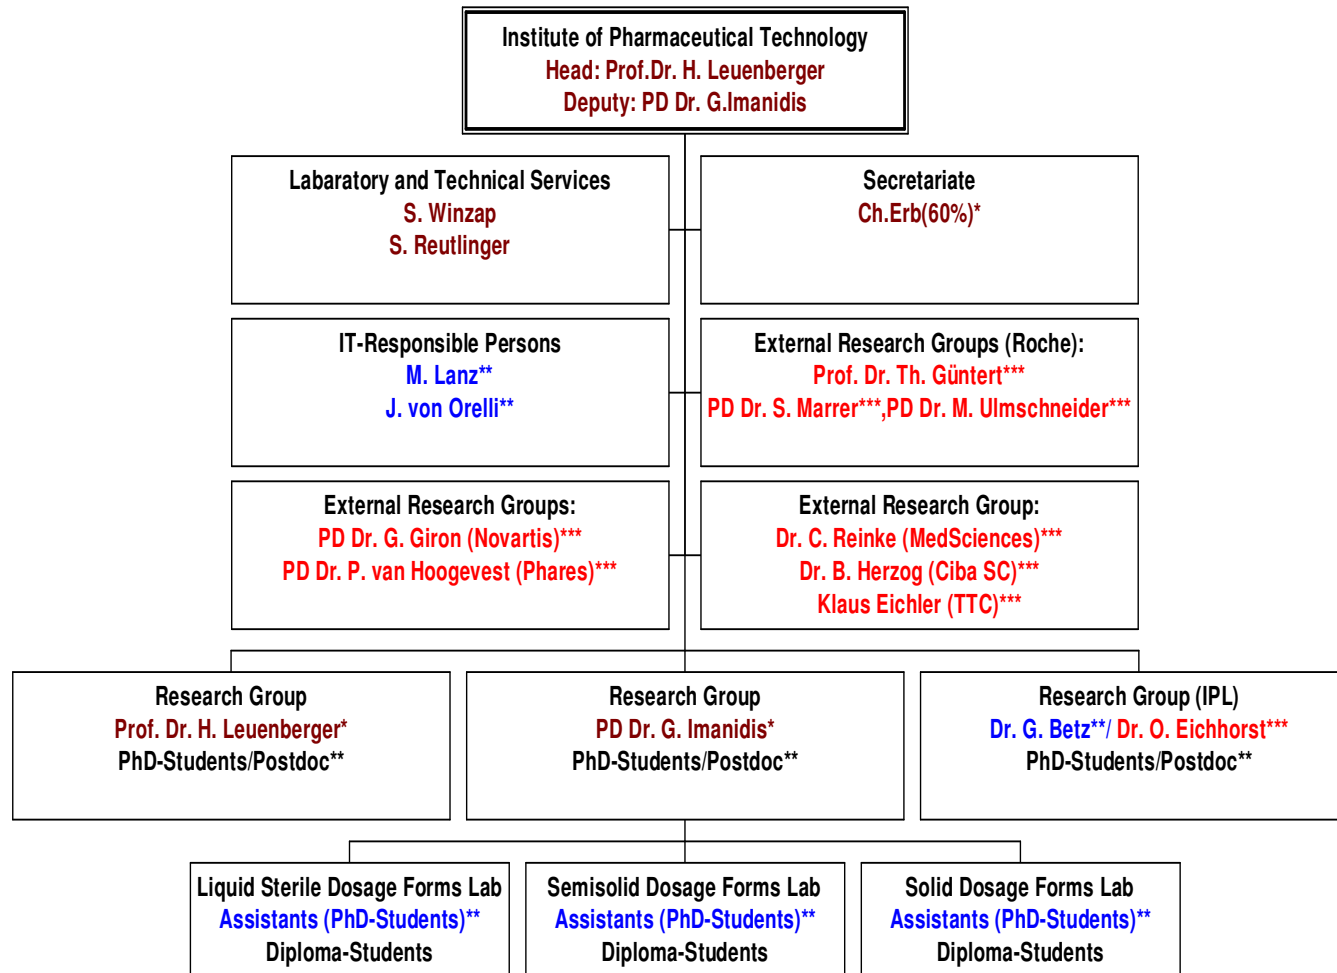 Institute of Pharmaceutical Technology
Head: Prof.Dr. H. Leuenberger
Deputy: PD Dr. G.Imanidis
Labaratory and Technical Services
S. Winzap
S. Reutlinger
Secretariate
Ch.Erb(60%)*
IT-Responsible Persons
M. Lanz**
J. von Orelli**
External Research Groups (Roche):
Prof. Dr. Th. Güntert***
PD Dr. S. Marrer***,PD Dr. M. Ulmschneider***
External Research Groups:
PD Dr. G. Giron (Novartis)***
PD Dr. P. van Hoogevest (Phares)***
External Research Group:
Dr. C. Reinke (MedSciences)***
Dr. B. Herzog (Ciba SC)***
Klaus Eichler (TTC)***
Research Group
Prof. Dr. H. Leuenberger*
PhD-Students/Postdoc**
Research Group
PD Dr. G. Imanidis*
PhD-Students/Postdoc**
Research Group (IPL)
Dr. G. Betz**/ Dr. O. Eichhorst***
PhD-Students/Postdoc**
Liquid Sterile Dosage Forms Lab
Assistants (PhD-Students)**
Diploma-Students
Semisolid Dosage Forms Lab
Assistants (PhD-Students)**
Diploma-Students
Solid Dosage Forms Lab
Assistants (PhD-Students)**
Diploma-Students